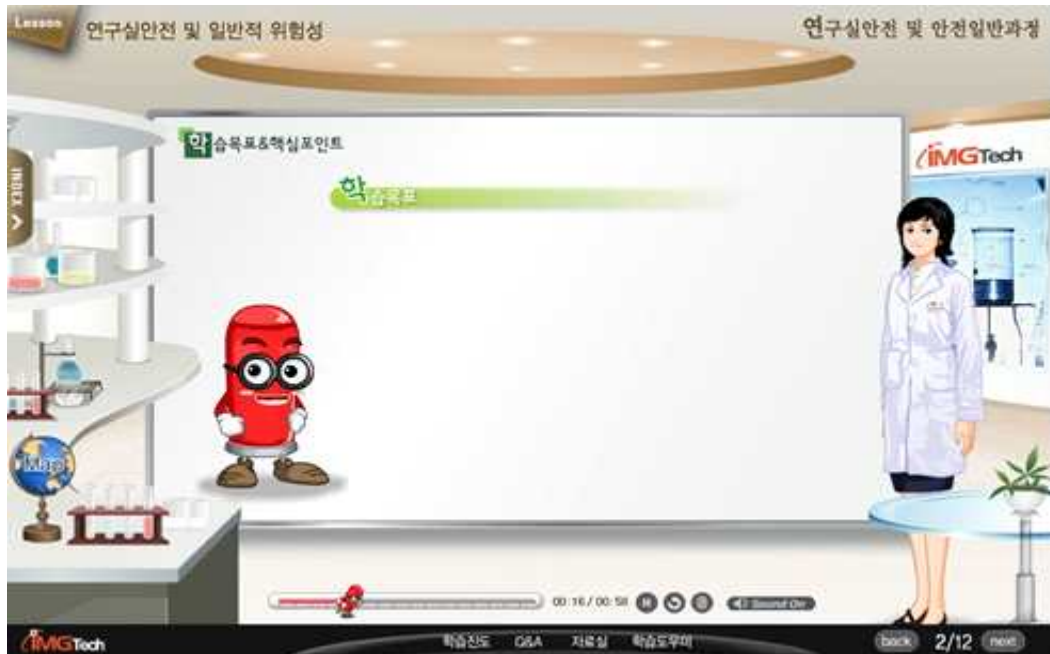 Lesson 연구실안전 및 일반적 위험성
연구실안전 및 안전일반과정
학습목표&핵심포인트
학습목표
iMGTech
INDEX
Map
00:16/00:58
Sound On
iMGTech
학습진도 Q&A 자료실 학습도우미
back 2/12 next